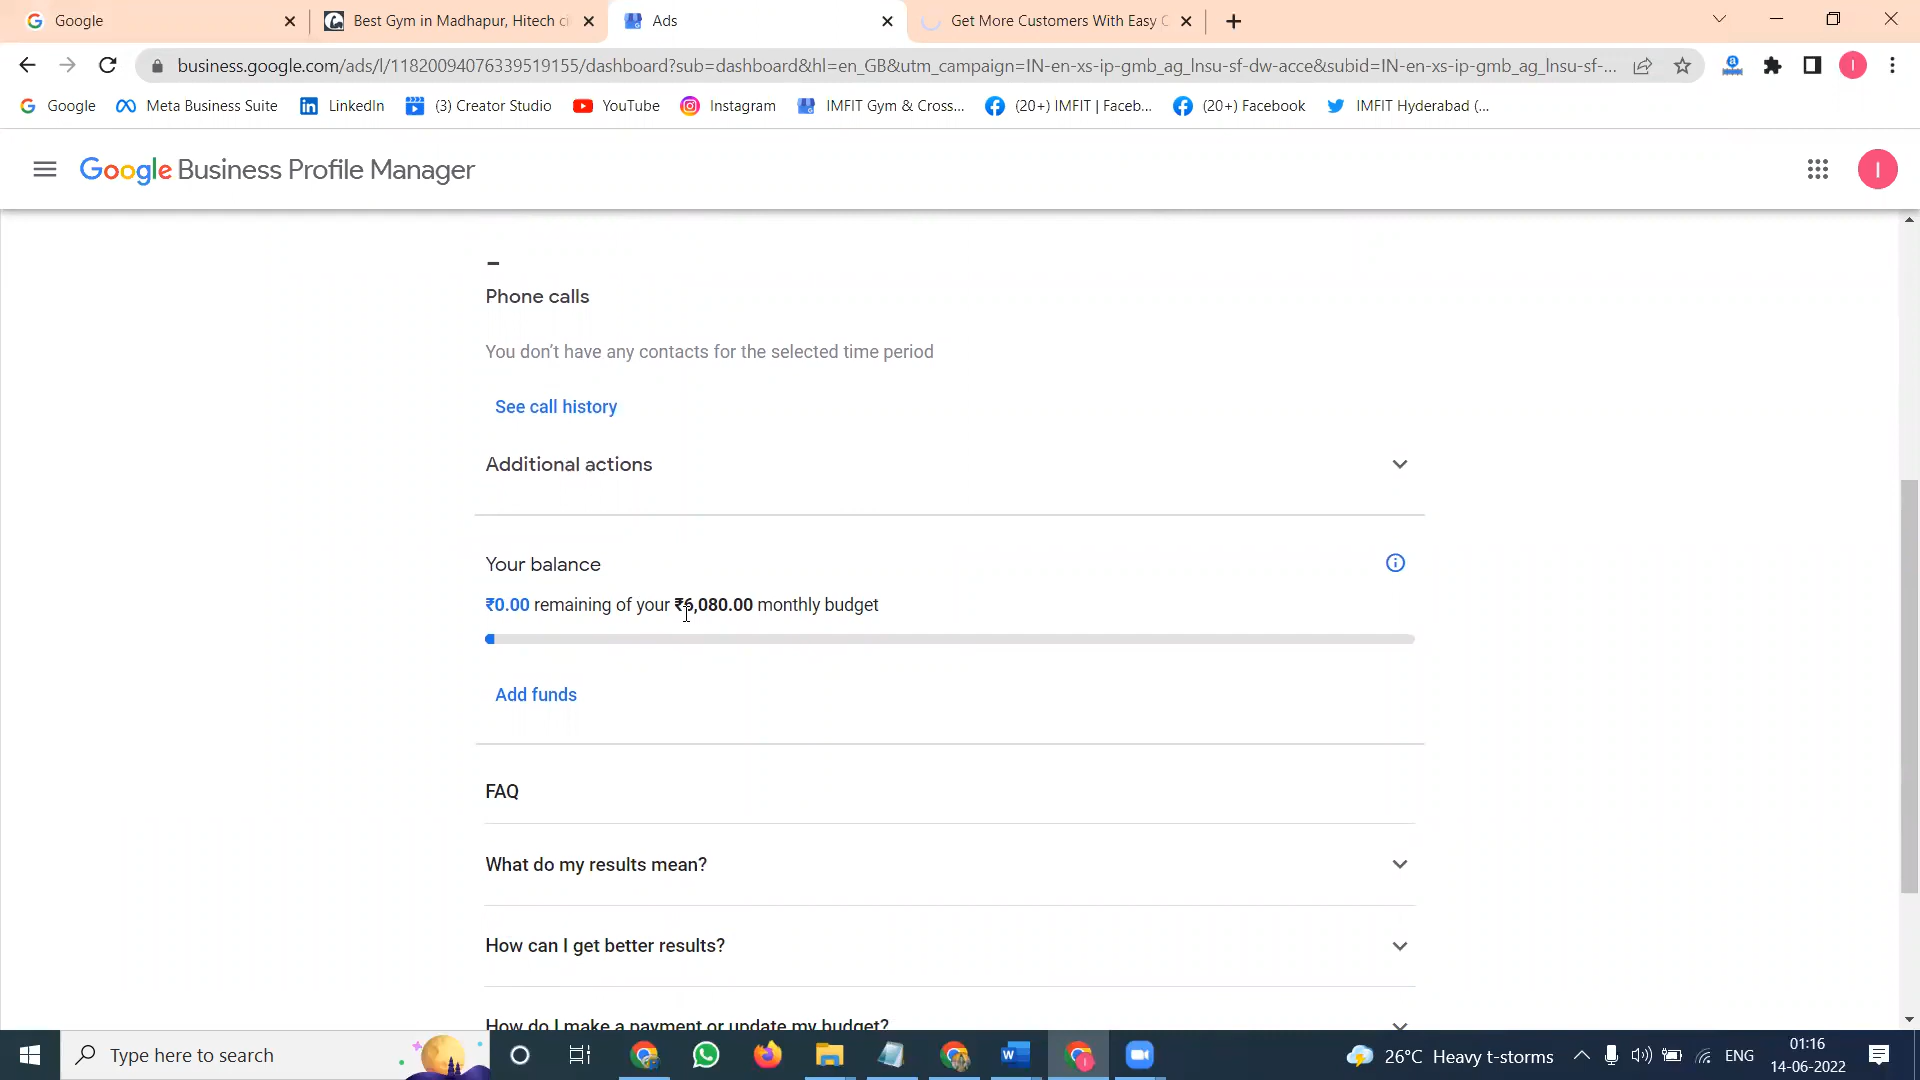 Google
Best Gym in Madhapur, Hitech ci
Ads
Get More Customers With Easy
business.google.com/ads/l/11820094076339519155/dashboard?sub=dashboard&hl=en_GB&utm_campaign=IN-en-xs-ip-gmb_ag_lnsu-sf-dw-acce&subid=IN-en-xs-ip-gmb_ag_lnsu-sf-...
Google
Meta Business Suite
LinkedIn
(3) Creator Studio
YouTube
Instagram
IMFIT Gym & Cross...
(20+) IMFIT | Faceb...
(20+) Facebook
IMFIT Hyderabad (...
Google Business Profile Manager
I
–
Phone calls
You don't have any contacts for the selected time period
See call history
Additional actions
Your balance
₹0.00 remaining of your ₹6,080.00 monthly budget
Add funds
FAQ
What do my results mean?
How can I get better results?
How do I make a payment or update my budget?
Type here to search
26°C Heavy t-storms
ENG
01:16
14-06-2022